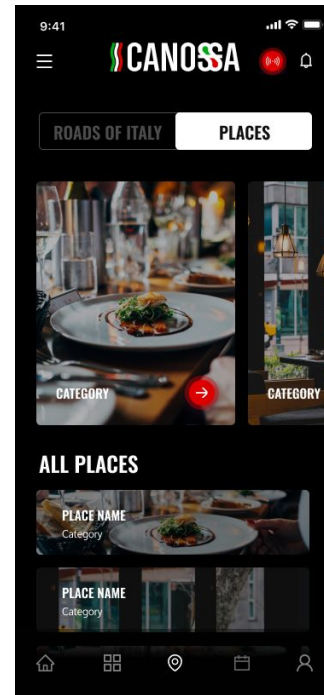 9:41
CANOSSA
ROADS OF ITALY
PLACES
CATEGORY
CATEGORY
ALL PLACES
PLACE NAME
Category
PLACE NAME
Category